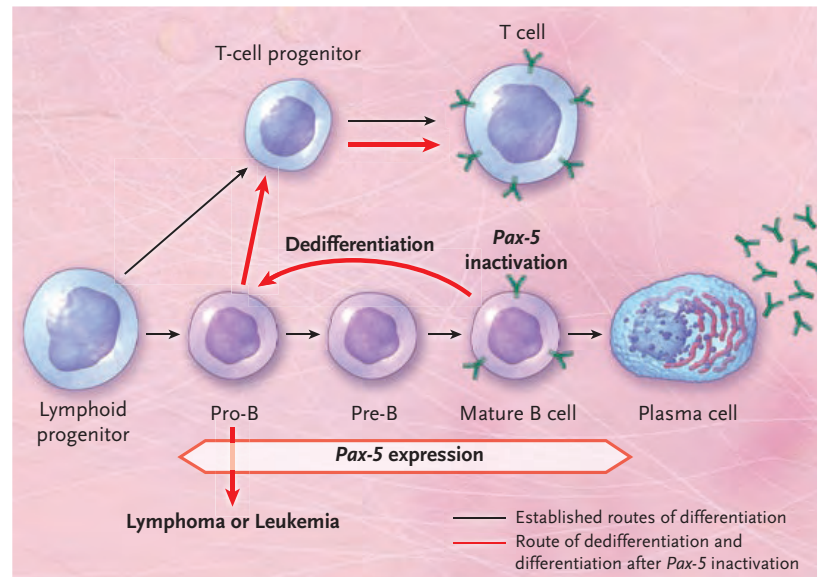 T-cell progenitor
T cell
Dedifferentiation
Pax-5
inactivation
Lymphoid
progenitor
Pro-B
Pre-B
Mature B cell
Plasma cell
Pax-5 expression
Lymphoma or Leukemia
Established routes of differentiation
Route of dedifferentiation and
differentiation after Pax-5 inactivation